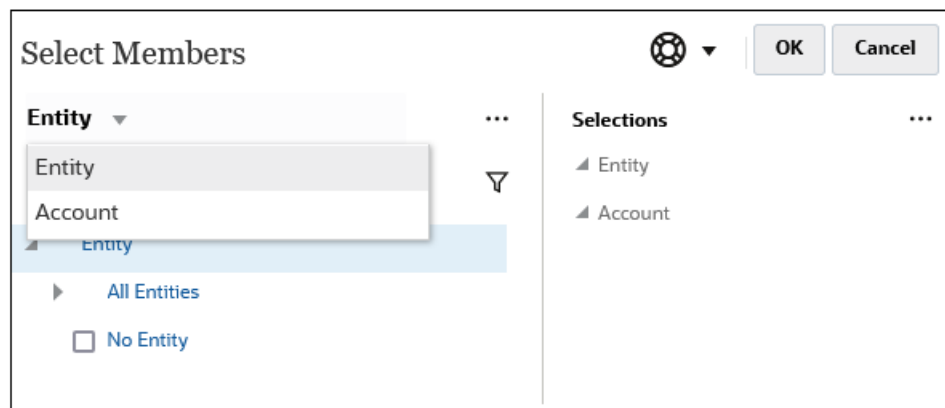 Select Members
OK
Cancel
Entity
Entity
Account
Entity
All Entities
No Entity
Selections
Entity
Account